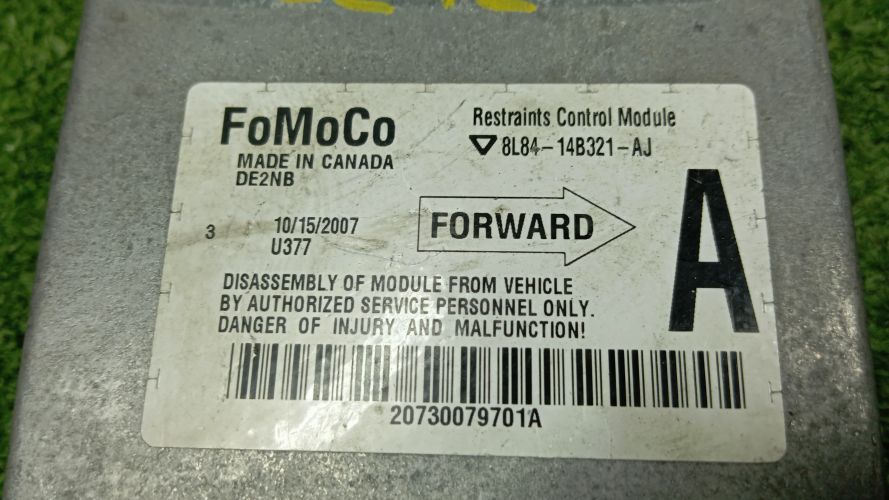 FoMoCo
MADE IN CANADA
DE2NB
Restraints Control Module
8L84-14B321-AJ
A
3
10/15/2007
U377
FORWARD
DISASSEMBLY OF MODULE FROM VEHICLE
BY AUTHORIZED SERVICE PERSONNEL ONLY.
DANGER OF INJURY AND MALFUNCTION!
20730079701A